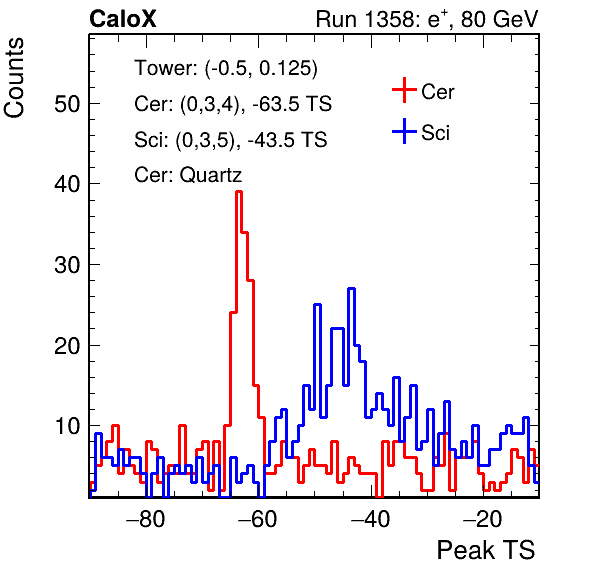 CaloX Run 1358: e⁺, 80 GeV
Counts
Tower: (-0.5, 0.125)
Cer: (0,3,4), -63.5 TS
Sci: (0,3,5), -43.5 TS
Cer: Quartz
Cer
Sci
50
40
30
20
10
−80 −60 −40 −20
Peak TS